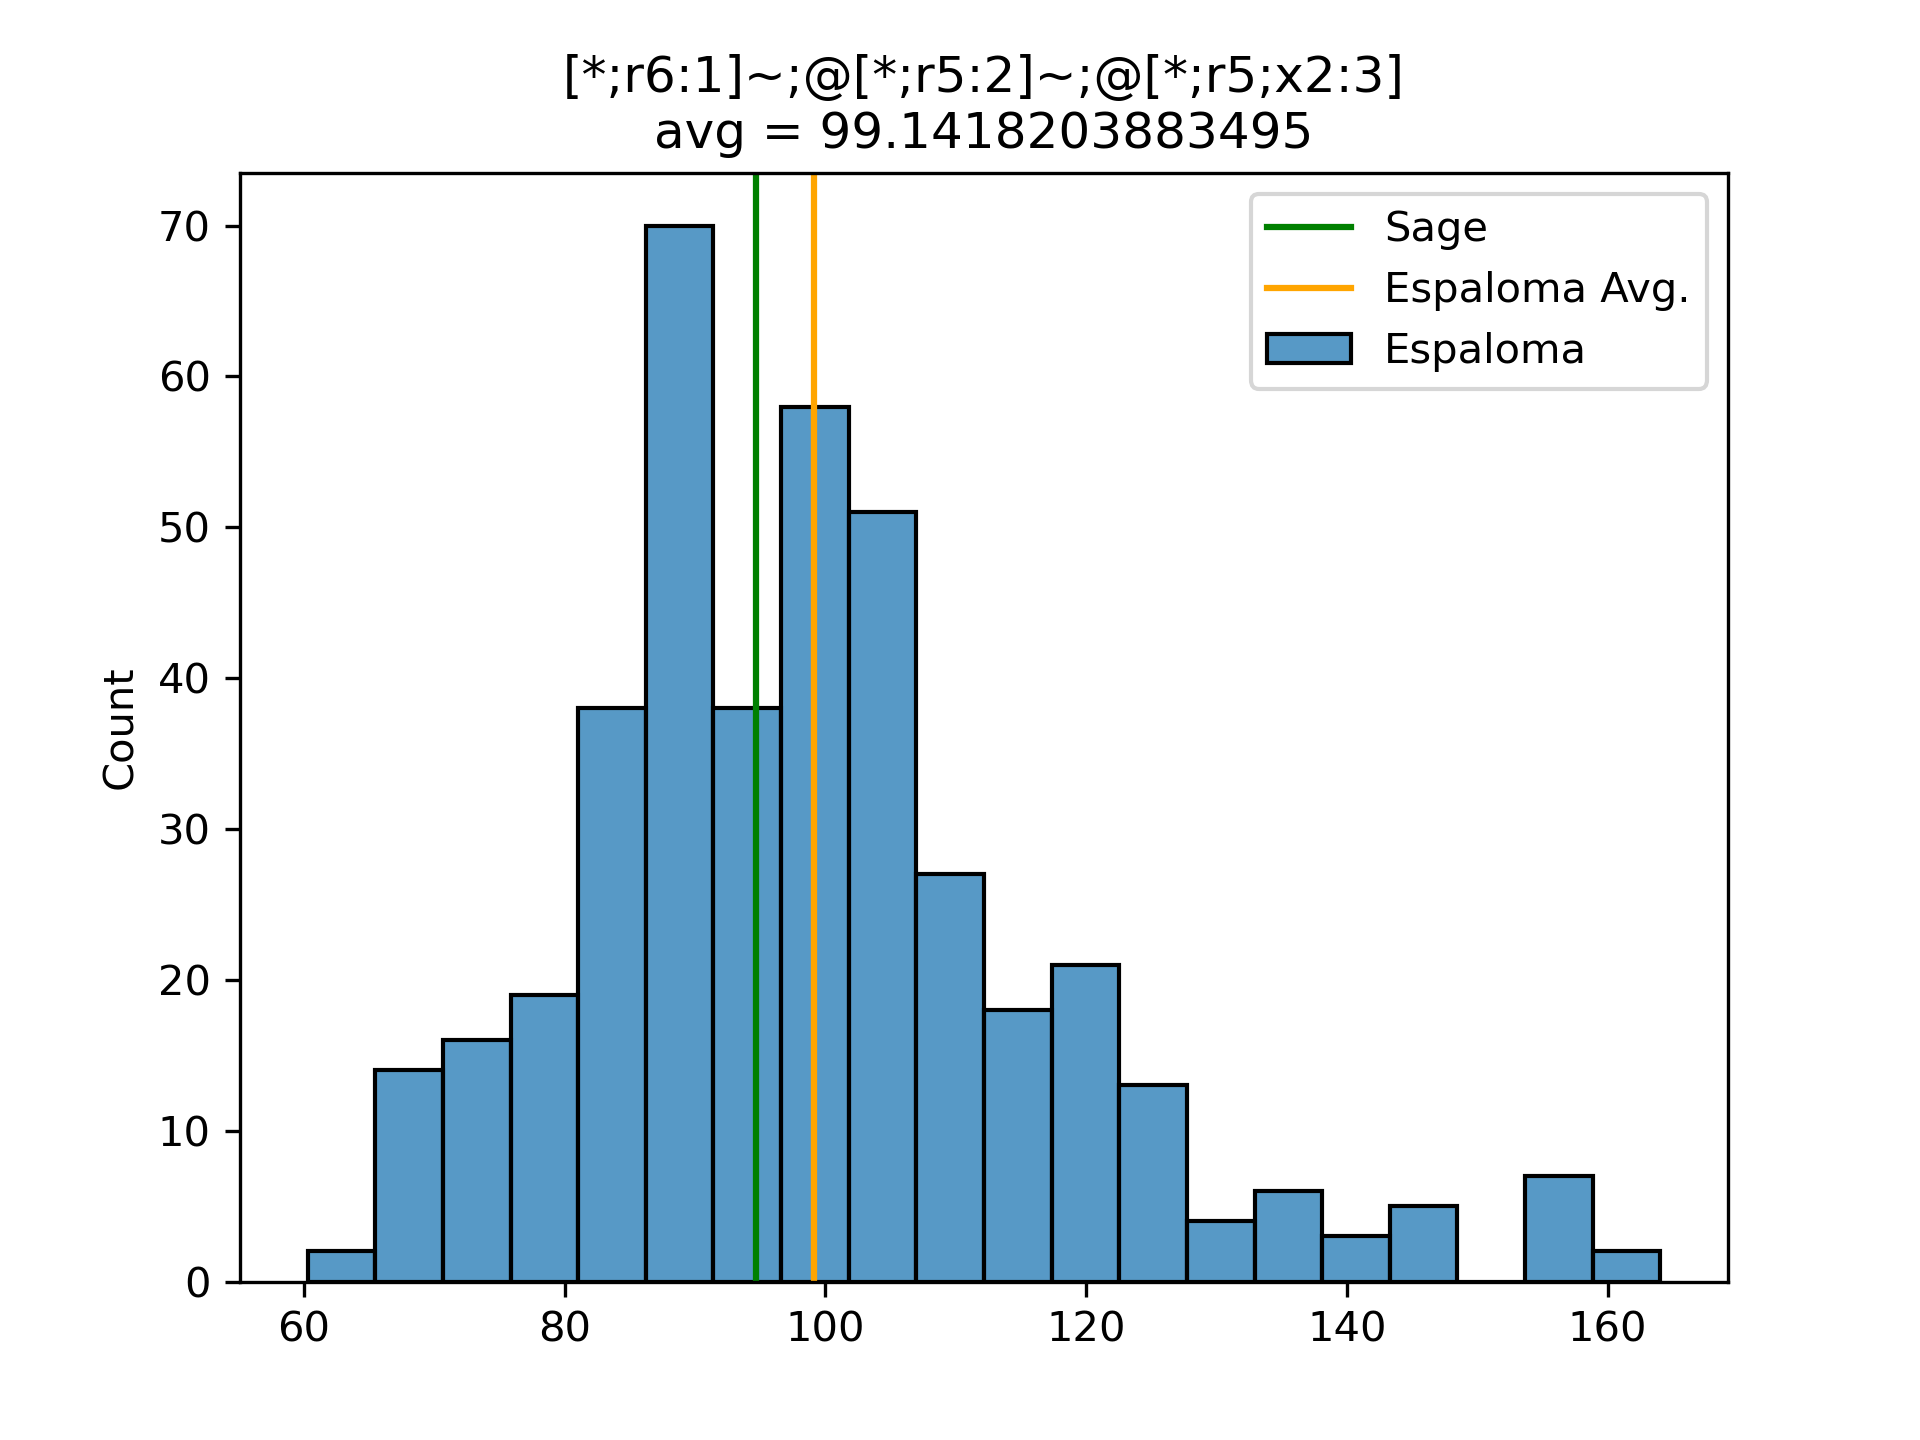 [*;r6:1]~;@[*;r5:2]~;@[*;r5;x2:3]
avg = 99.1418203883495
Sage
Espaloma Avg.
Espaloma
Count
70
60
50
40
30
20
10
0
60 80 100 120 140 160